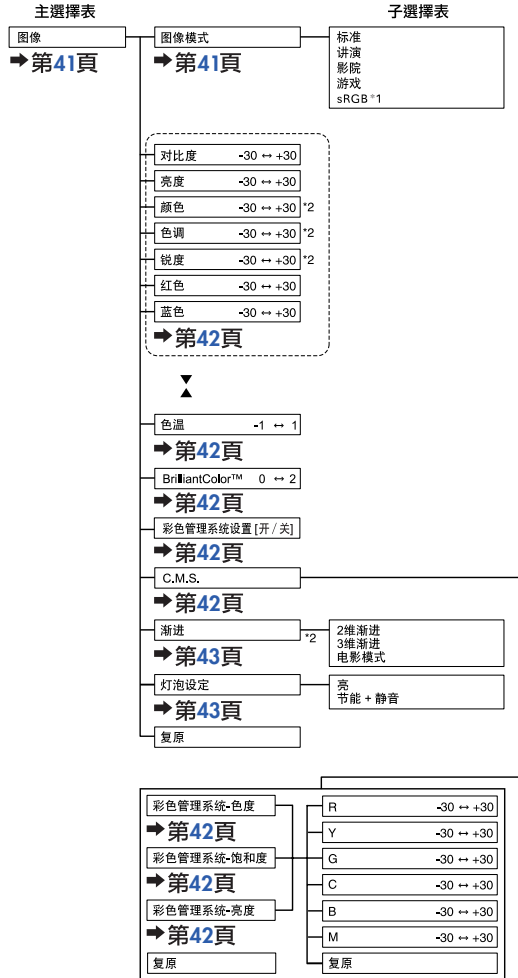 主選擇表 子選擇表
图像 图像模式 标准
➡第41頁 ➡第41頁 讲演
影院
游戏
sRGB *1
对比度 -30 ↔ +30
亮度 -30 ↔ +30
颜色 -30 ↔ +30 *2
色调 -30 ↔ +30 *2
锐度 -30 ↔ +30 *2
红色 -30 ↔ +30
蓝色 -30 ↔ +30
➡第42頁
色温 -1 ↔ 1
➡第42頁
BrilliantColor™ 0 ↔ 2
➡第42頁
彩色管理系统设置 [开 / 关]
➡第42頁
C.M.S.
➡第42頁
渐进 *2 2维渐进
➡第43頁 3维渐进
电影模式
灯泡设定 亮
➡第43頁 节能 + 静音
复原
彩色管理系统-色度 R -30 ↔ +30
➡第42頁 Y -30 ↔ +30
彩色管理系统-饱和度 G -30 ↔ +30
➡第42頁 C -30 ↔ +30
彩色管理系统-亮度 B -30 ↔ +30
➡第42頁 M -30 ↔ +30
复原 复原